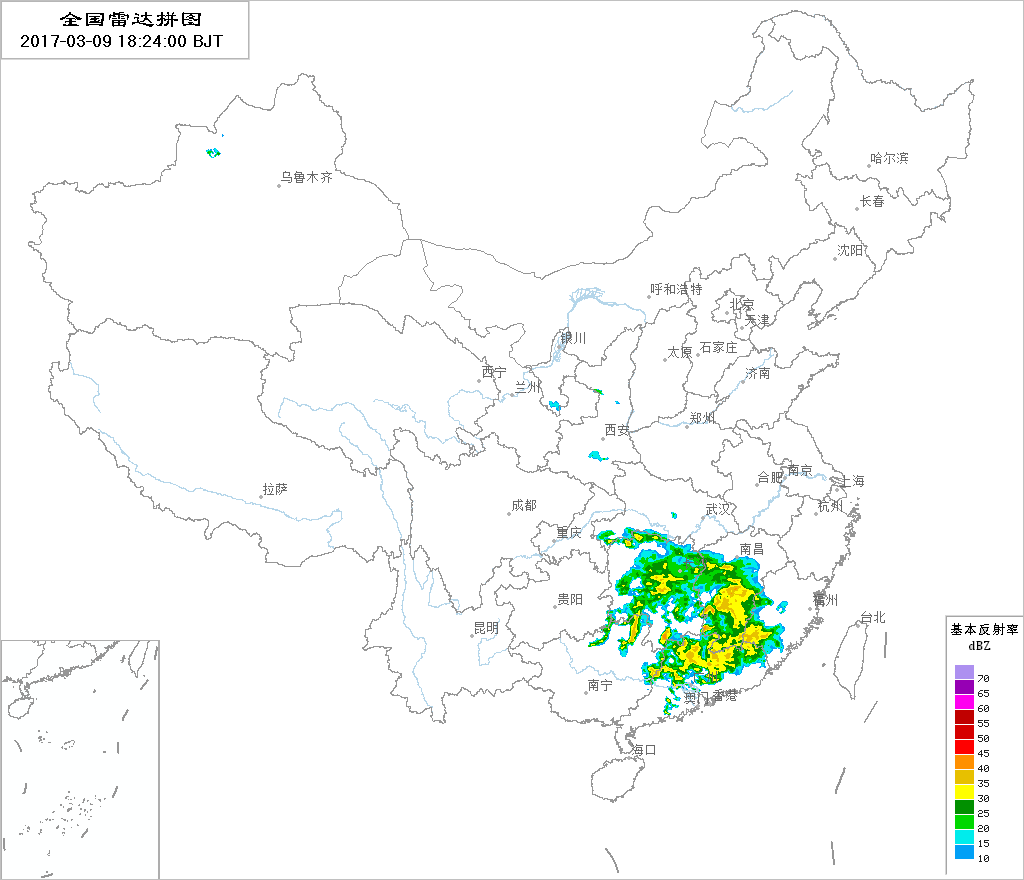 全国雷达拼图
2017-03-09 18:24:00 BJT
哈尔滨
乌鲁木齐
长春
沈阳
呼和浩特
北京
天津
银川
石家庄
太原
西宁
济南
兰州
郑州
西安
南京
合肥
上海
拉萨
成都
武汉
杭州
重庆
南昌
贵阳
福州
台北
昆明
南宁
澳门
香港
海口
基本反射率
dBZ
70
65
60
55
50
45
40
35
30
25
20
15
10